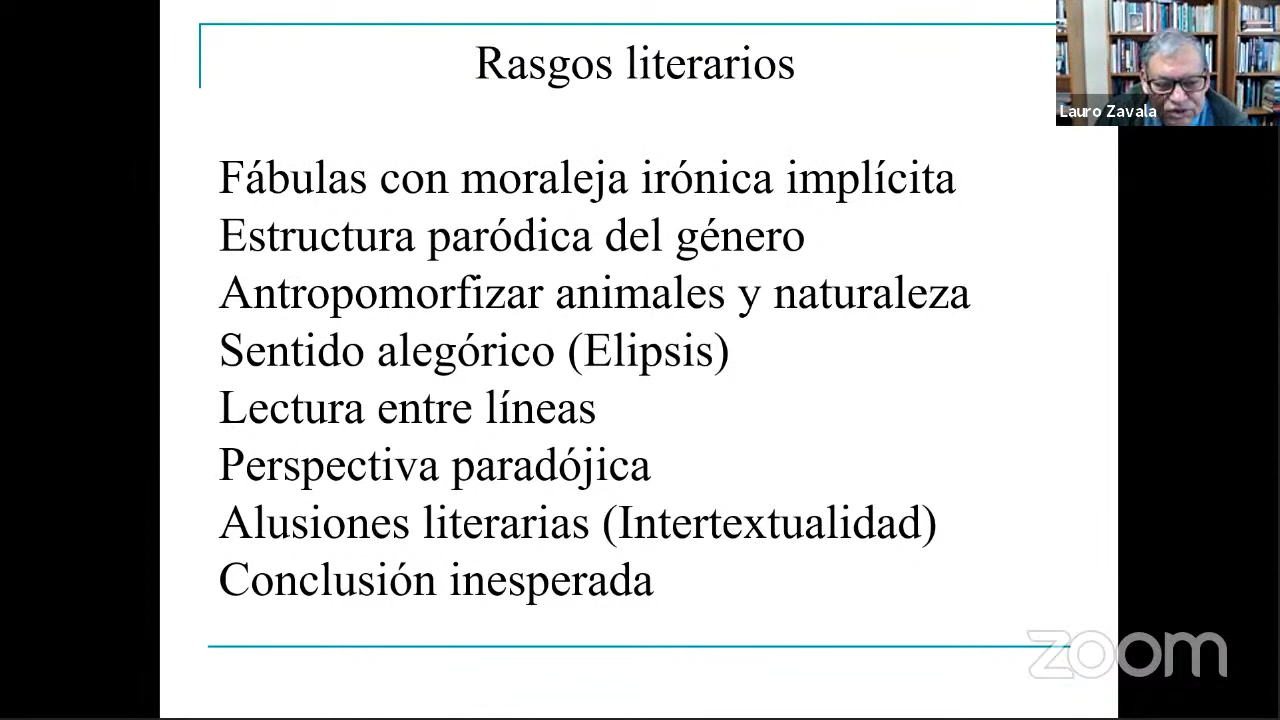 Rasgos literarios
Lauro Zavala
Fábulas con moraleja irónica implícita
Estructura paródica del género
Antropomorfizar animales y naturaleza
Sentido alegórico (Elipsis)
Lectura entre líneas
Perspectiva paradójica
Alusiones literarias (Intertextualidad)
Conclusión inesperada
zoom